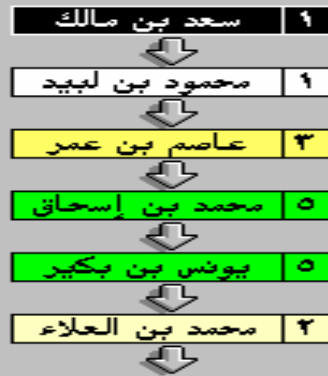 ١ سعد بن مالك
١ محمود بن لبيد
٣ عاصم بن عمر
٥ محمد بن إسحاق
٥ يونس بن بكير
٢ محمد بن العلاء